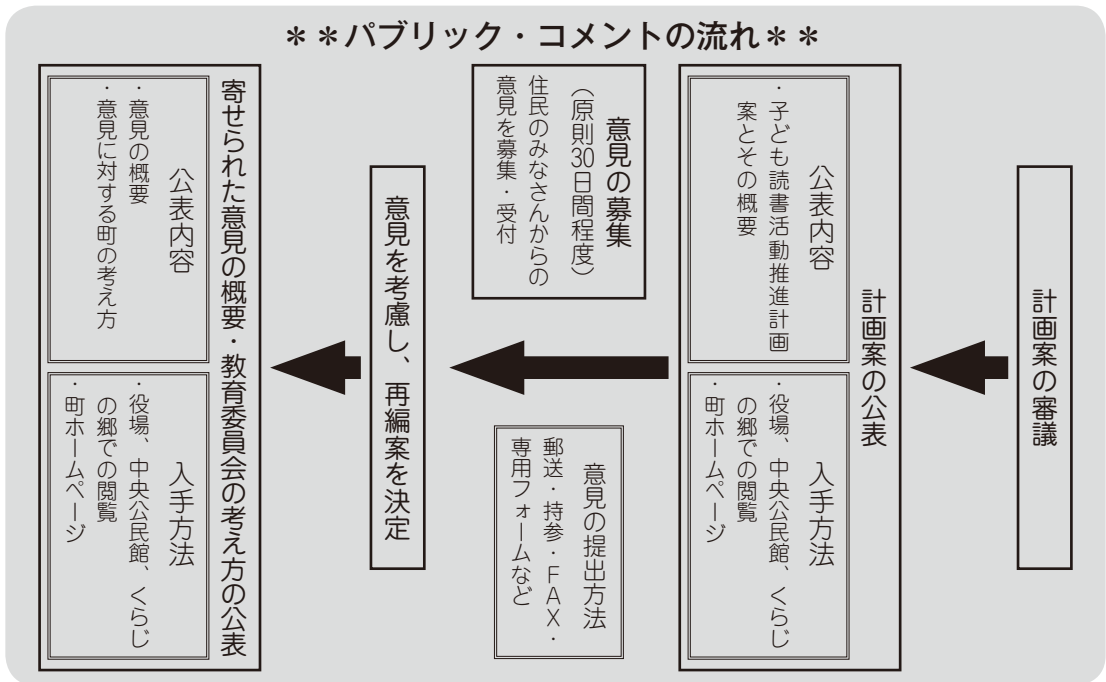 ＊＊パブリック・コメントの流れ＊＊
計画案の審議
計画案の公表
公表内容
・子ども読書活動推進計画
案とその概要
入手方法
・役場、中央公民館、くらじ
の郷での閲覧
・町ホームページ
意見の募集
（原則30日間程度）
住民のみなさんからの
意見を募集・受付
意見の提出方法
郵送・持参・ＦＡＸ・
専用フォームなど
意見を考慮し、再編案を決定
寄せられた意見の概要・教育委員会の考え方の公表
公表内容
・意見の概要
・意見に対する町の考え方
入手方法
・役場、中央公民館、くらじ
の郷での閲覧
・町ホームページ